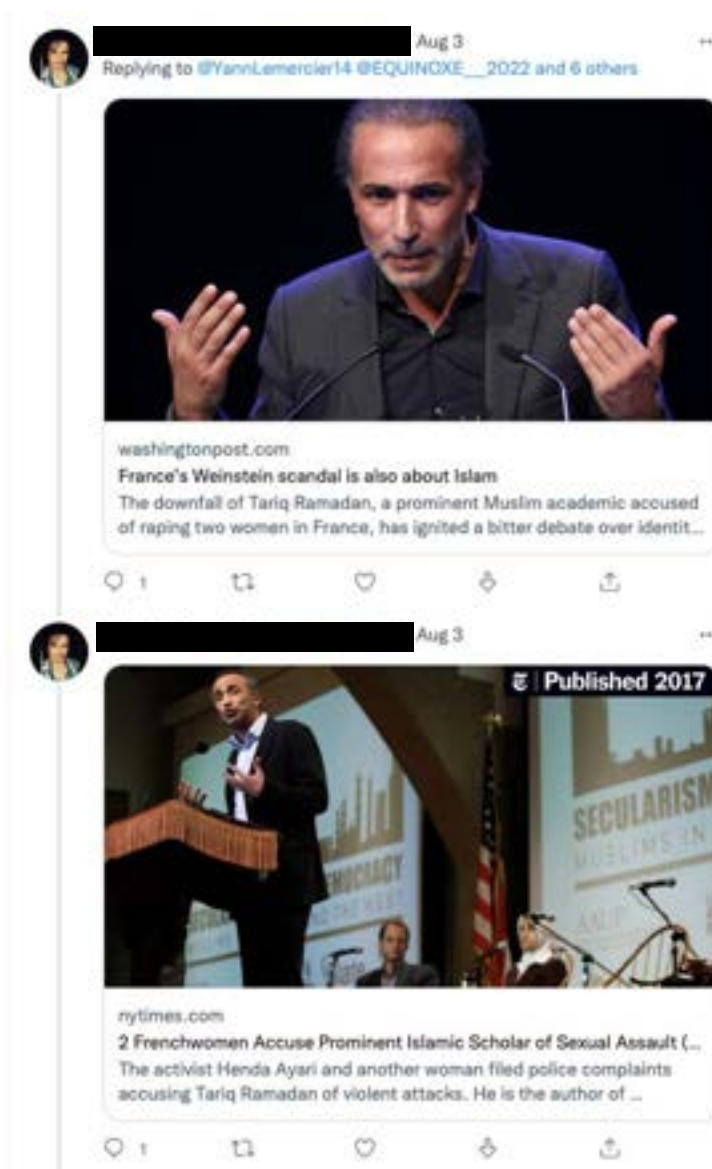 Aug 3
Replying to @YannLemercier14 @EQUINOXE__2022 and 6 others
washingtonpost.com
France's Weinstein scandal is also about Islam
The downfall of Tariq Ramadan, a prominent Muslim academic accused
of raping two women in France, has ignited a bitter debate over identit...
1
Aug 3
Published 2017
SECULARISM
MUSLIMS IN
nytimes.com
2 Frenchwomen Accuse Prominent Islamic Scholar of Sexual Assault (...
The activist Henda Ayari and another woman filed police complaints
accusing Tariq Ramadan of violent attacks. He is the author of ...
1